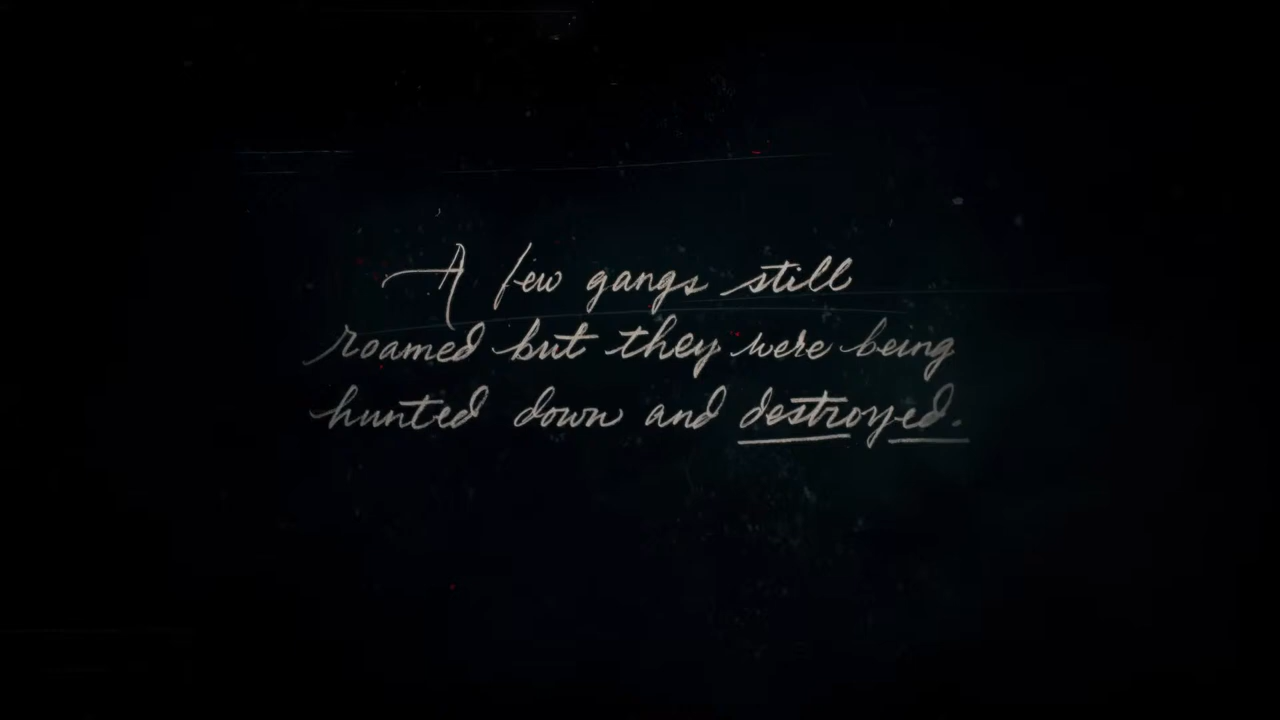 A few gangs still
roamed but they were being
hunted down and destroyed.